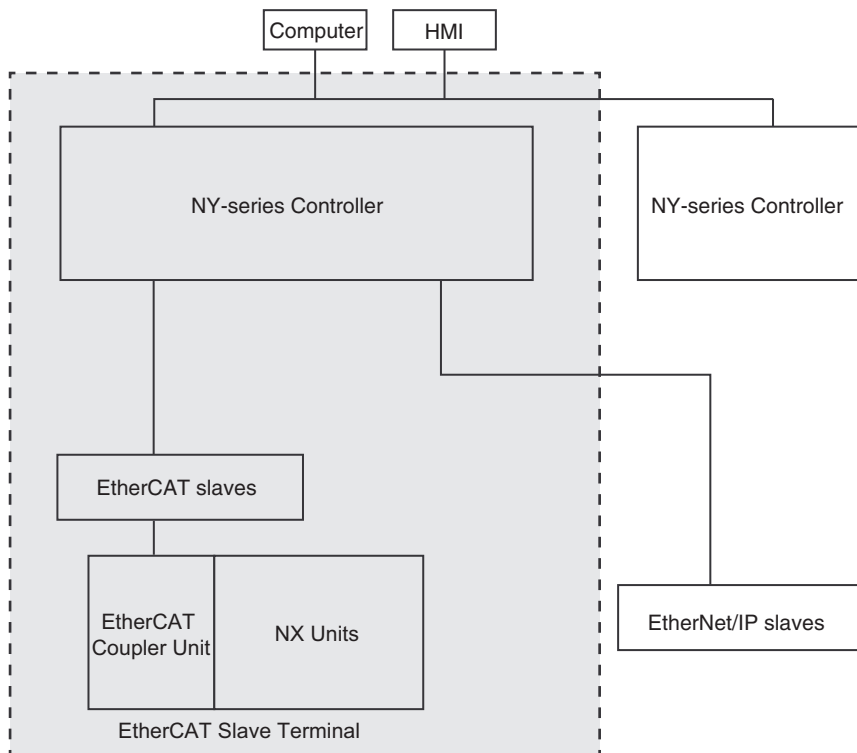 Computer
HMI
NY-series Controller
NY-series Controller
EtherCAT slaves
EtherCAT
Coupler Unit
NX Units
EtherNet/IP slaves
EtherCAT Slave Terminal